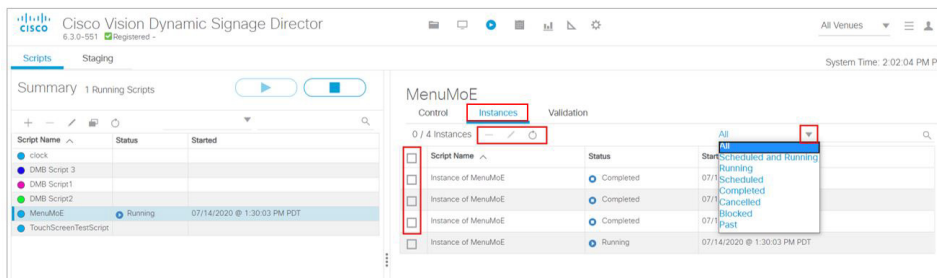 CISCO
Cisco Vision Dynamic Signage Director
6.3.0-551 Registered -
All Venues
Scripts Staging
System Time: 2:02:04 PM P
Summary 1 Running Scripts
Script Name Status Started
clock
DMB Script 3
DMB Script1
DMB Script2
MenuMoE Running 07/14/2020 @ 1:30:03 PM PDT
TouchScreenTestScript
MenuMoE
Control Instances Validation
0 / 4 Instances
All
Script Name Status Start
Instance of MenuMoE Completed 07/1
Instance of MenuMoE Completed 07/1
Instance of MenuMoE Completed 07/1
Instance of MenuMoE Running 07/14/2020 @ 1:30:03 PM PDT
All
Scheduled and Running
Running
Scheduled
Completed
Cancelled
Blocked
Past